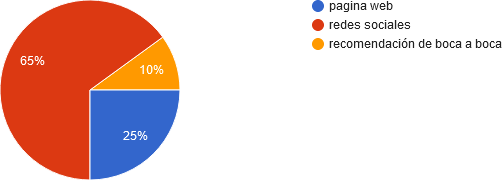 pagina web
redes sociales
recomendación de boca a boca
65%
10%
25%